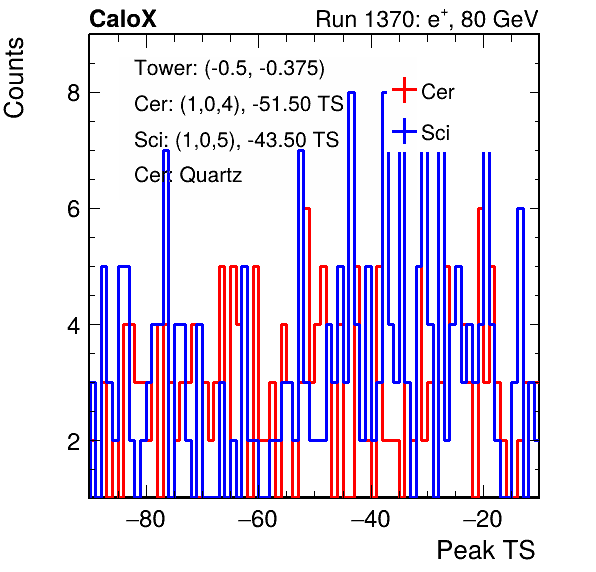 CaloX Run 1370: e⁺, 80 GeV
Counts
Tower: (-0.5, -0.375)
Cer: (1,0,4), -51.50 TS
Sci: (1,0,5), -43.50 TS
Cer: Quartz
Cer
Sci
8
6
4
2
−80 −60 −40 −20
Peak TS